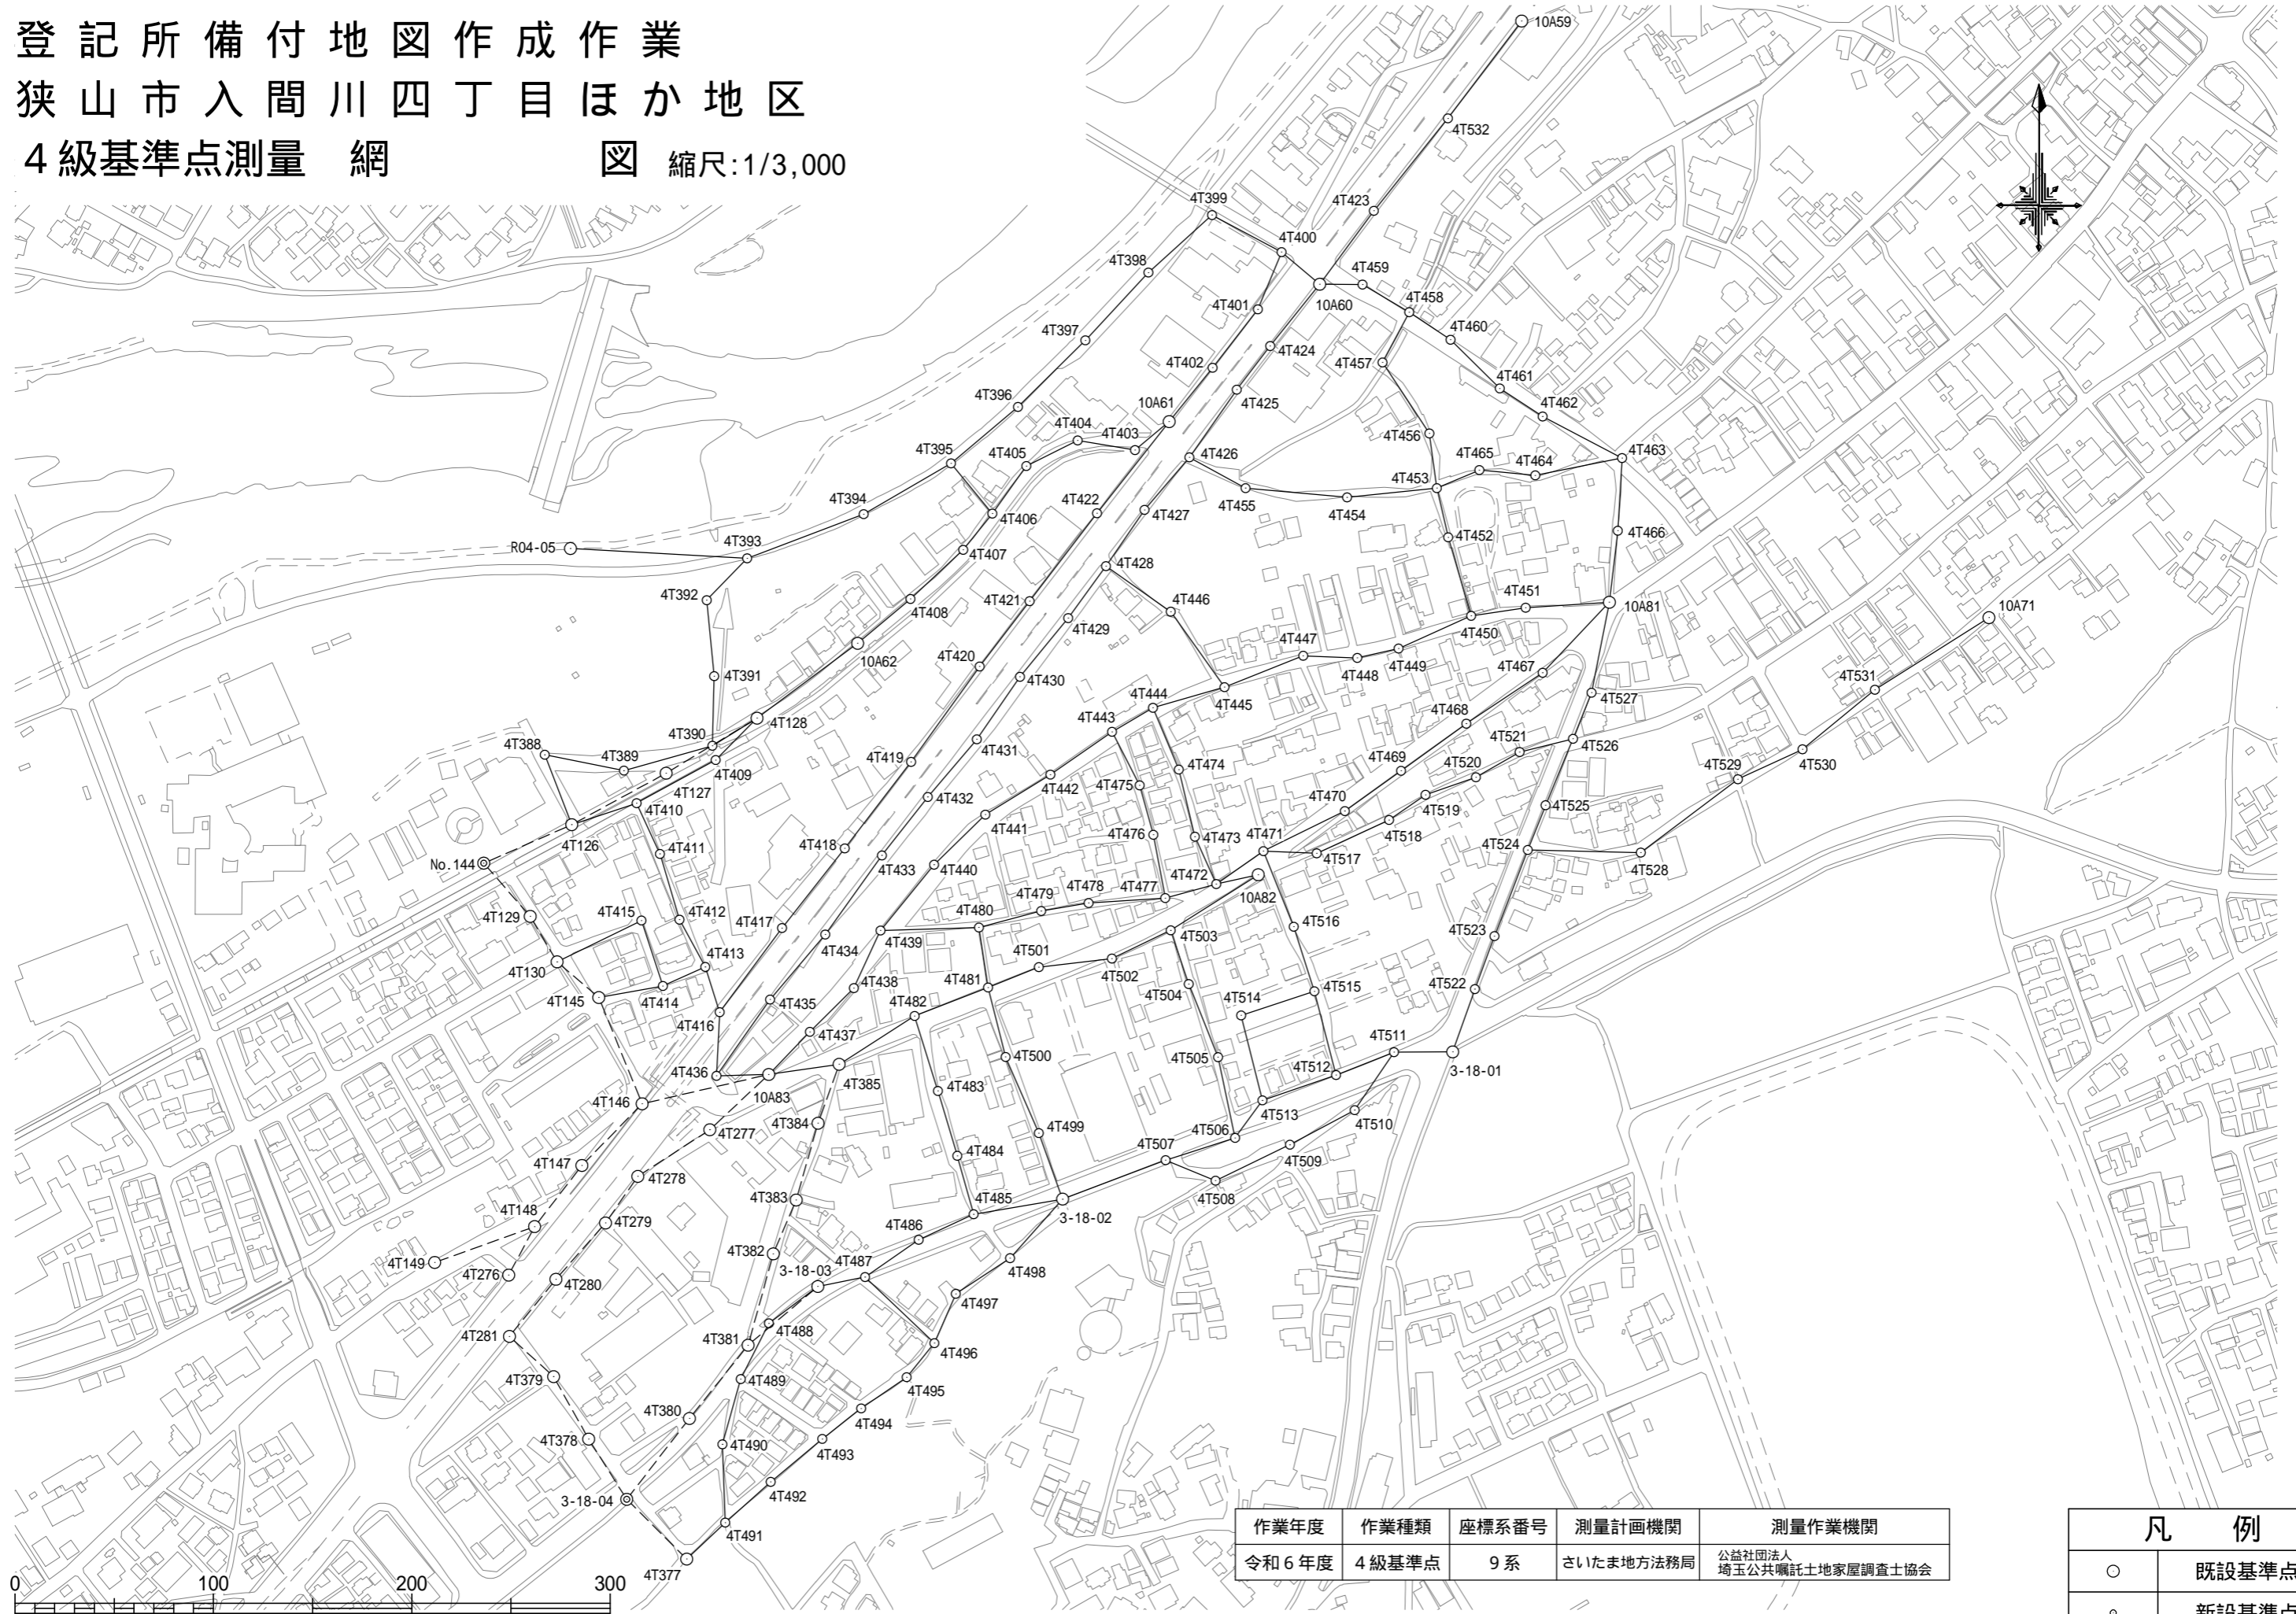 登記所備付地図作成作業
狭山市入間川四丁目ほか地区
4級基準点測量 網 図 縮尺:1/3,000
10A59
4T532
4T423
4T399
4T400
4T398
4T459
4T458
4T401
10A60
4T460
4T397
4T424
4T457
4T402
4T461
4T425
4T396
10A61
4T462
4T404
4T403
4T456
4T463
4T395
4T405
4T426
4T465
4T464
4T453
4T394
4T422
4T455
4T454
4T406
4T427
4T466
R04-05
4T393
4T452
4T407
4T428
4T392
4T408
4T421
4T446
4T451
10A81
10A71
4T429
4T450
4T447
4T449
10A62
4T420
4T448
4T467
4T391
4T430
4T445
4T531
4T444
4T527
4T128
4T443
4T468
4T390
4T431
4T521
4T526
4T388
4T389
4T409
4T419
4T474
4T469
4T520
4T529
4T530
4T127
4T475
4T432
4T442
4T410
4T470
4T519
4T525
4T441
4T476
4T473
4T471
4T518
4T126
4T411
4T418
4T433
4T524
No.144
4T440
4T517
4T528
4T472
4T479
4T478
4T477
10A82
4T129
4T415
4T412
4T417
4T480
4T516
4T434
4T439
4T503
4T523
4T413
4T501
4T130
4T502
4T145
4T414
4T438
4T481
4T504
4T522
4T435
4T482
4T514
4T515
4T416
4T437
4T511
4T500
4T505
4T436
4T385
4T512
3-18-01
4T483
4T146
10A83
4T513
4T384
4T510
4T277
4T499
4T506
4T507
4T484
4T509
4T147
4T278
4T383
4T508
4T485
3-18-02
4T148
4T279
4T486
4T382
4T149
4T487
4T498
3-18-03
4T276
4T280
4T497
4T281
4T381
4T488
4T496
4T379
4T489
4T495
4T380
4T494
4T378
4T490
4T493
4T492
3-18-04
4T491
4T377
0 100 200 300
作業年度 作業種類 座標系番号 測量計画機関 測量作業機関
令和6年度 4級基準点 9系 さいたま地方法務局 公益社団法人
埼玉公共嘱託土地家屋調査士協会
凡 例
既設基準点
新設基準点